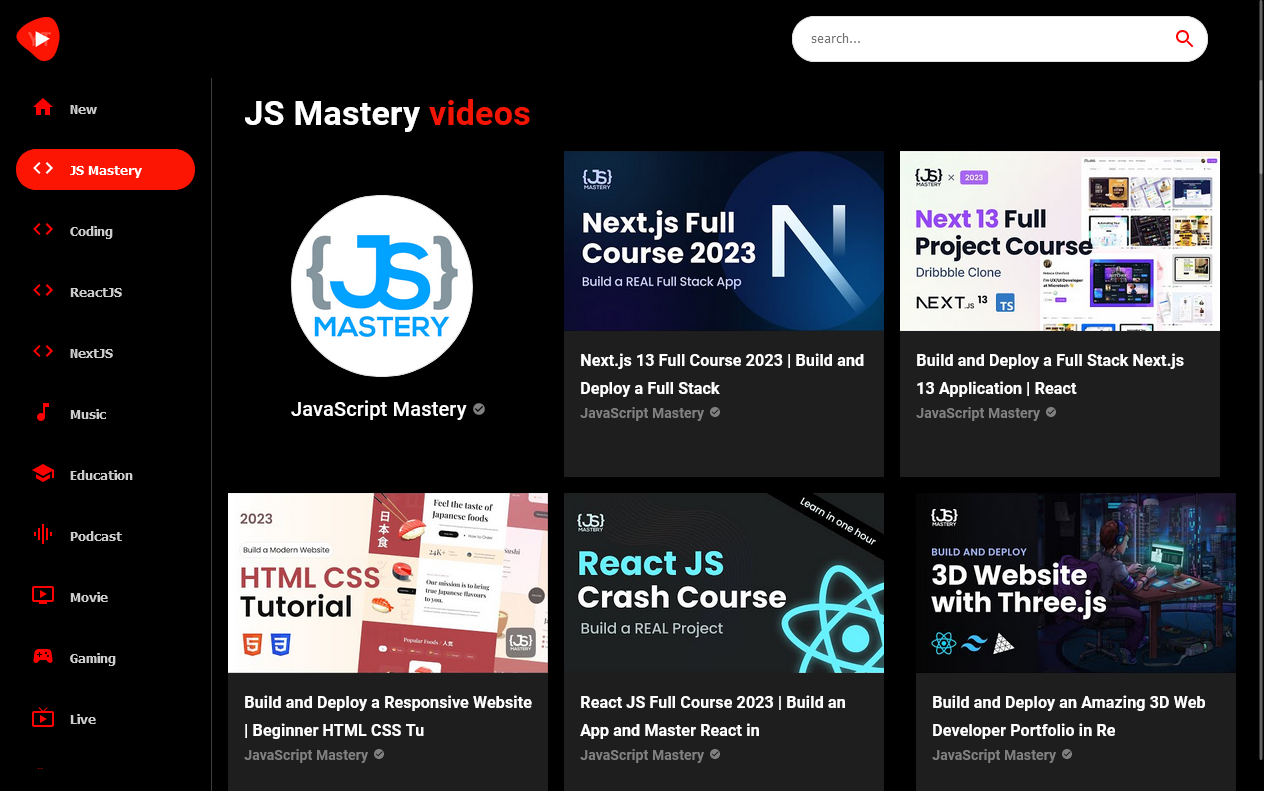 YT
search...
New
JS Mastery
Coding
ReactJS
NextJS
Music
Education
Podcast
Movie
Gaming
Live
JS Mastery videos
{JS}
MASTERY
JavaScript Mastery
{JS}
MASTERY
Next.js Full
Course 2023
Build a REAL Full Stack App
N
Next.js 13 Full Course 2023 | Build and
Deploy a Full Stack
JavaScript Mastery
{JS} × 2023
MASTERY
Next 13 Full
Project Course
Dribbble Clone
NEXT.JS 13 TS
Build and Deploy a Full Stack Next.js
13 Application | React
JavaScript Mastery
2023
Build a Modern Website
HTML CSS
Tutorial
5 3
日本食
Feel the taste of
Japanese foods
24K+
Sushi
Our mission is to bring
true Japanese flavours
to you.
Popular Foods · 人気
{JS}
MASTERY
Build and Deploy a Responsive Website
| Beginner HTML CSS Tu
JavaScript Mastery
{JS}
MASTERY
Learn in one hour
React JS
Crash Course
Build a REAL Project
React JS Full Course 2023 | Build an
App and Master React in
JavaScript Mastery
{JS}
MASTERY
BUILD AND DEPLOY
3D Website
with Three.js
Build and Deploy an Amazing 3D Web
Developer Portfolio in Re
JavaScript Mastery